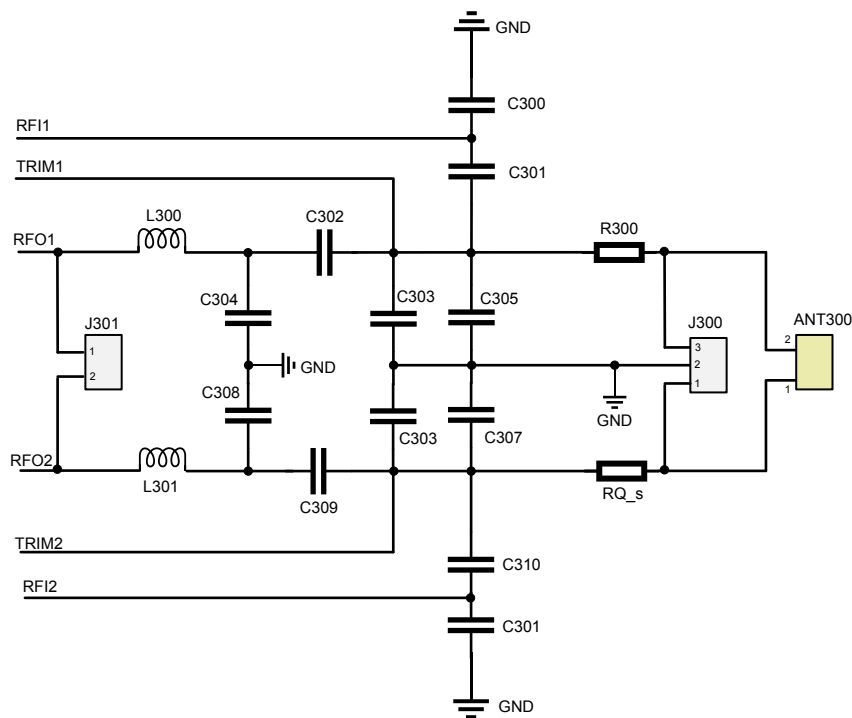 GND
C300
RFI1
C301
TRIM1
L300
C302
R300
RFO1
C304
C303
C305
J301
J300
ANT300
1
2
GND
3
2
1
2
1
GND
C308
C303
C307
RFO2
L301
C309
RQ_s
TRIM2
C310
RFI2
C301
GND